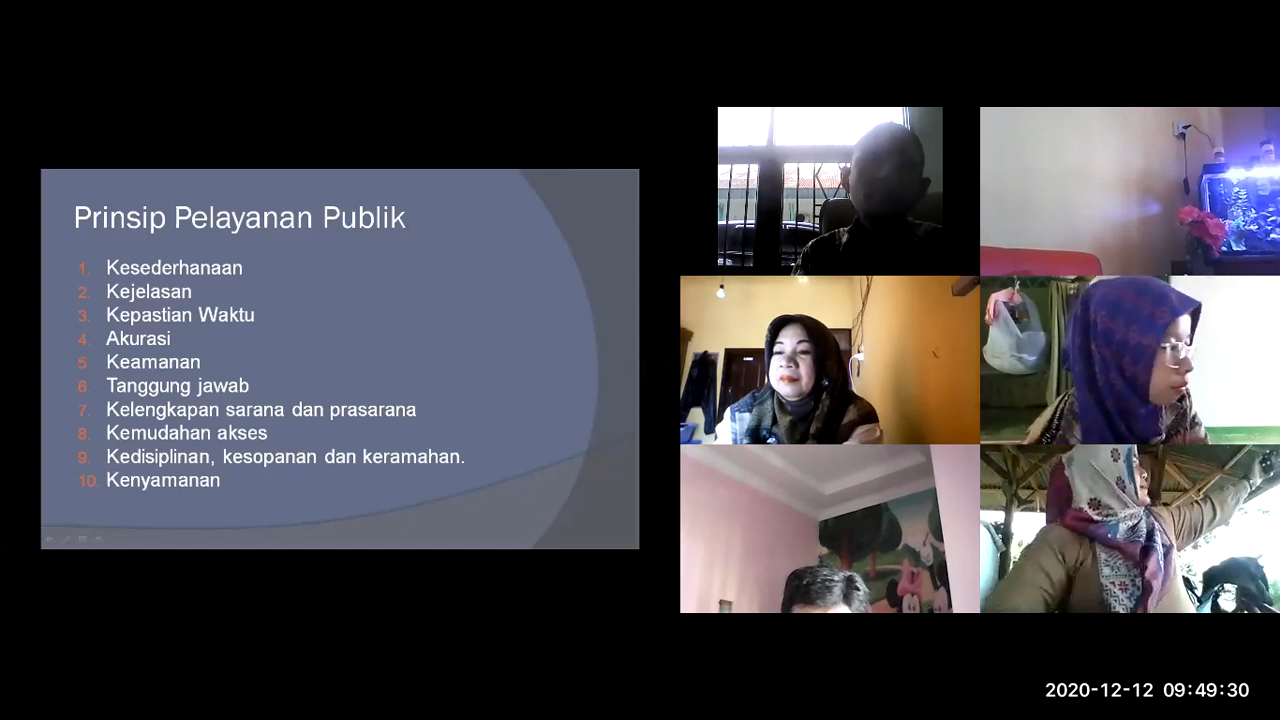 Prinsip Pelayanan Publik
1. Kesederhanaan
2. Kejelasan
3. Kepastian Waktu
4. Akurasi
5. Keamanan
6. Tanggung jawab
7. Kelengkapan sarana dan prasarana
8. Kemudahan akses
9. Kedisiplinan, kesopanan dan keramahan.
10. Kenyamanan
2020-12-12 09:49:30